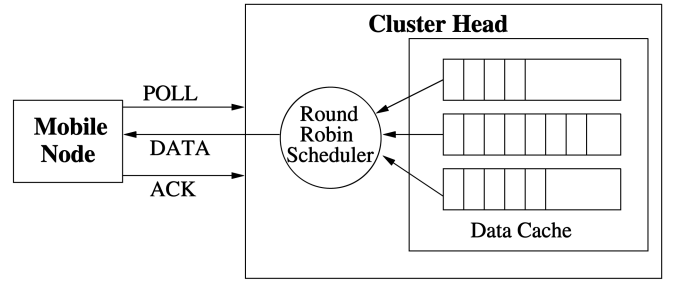 Cluster Head
POLL
Mobile
Node
DATA
ACK
Round
Robin
Scheduler
Data Cache